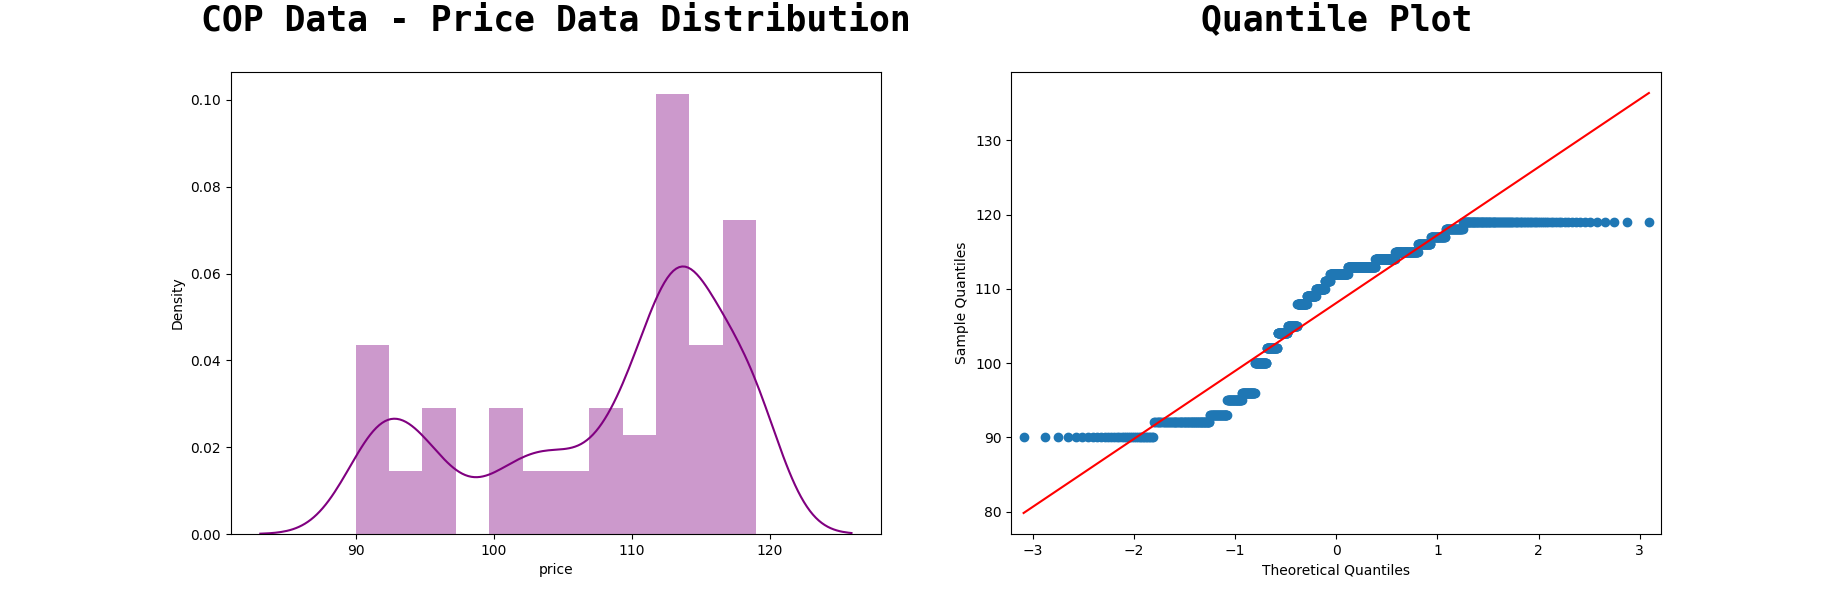 COP Data - Price Data Distribution
0.10
0.08
0.06
0.04
0.02
0.00
Density
90 100 110 120
price
Quantile Plot
130
120
110
100
90
80
Sample Quantiles
−3 −2 −1 0 1 2 3
Theoretical Quantiles